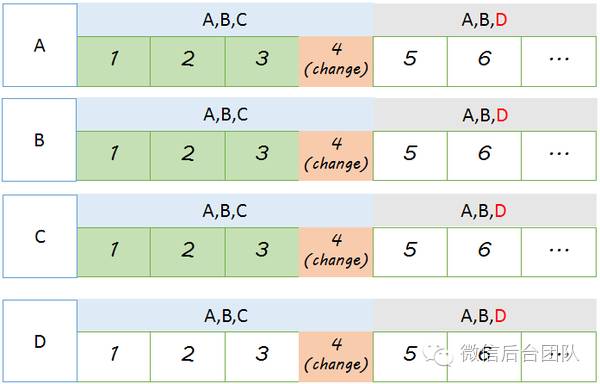 A
A,B,C
A,B,D
1 2 3 4 (change) 5 6 ...
B
A,B,C
A,B,D
1 2 3 4 (change) 5 6 ...
C
A,B,C
A,B,D
1 2 3 4 (change) 5 6 ...
D
A,B,C
A,B,D
1 2 3 4 (change) 5 6 ...
微信后台团队